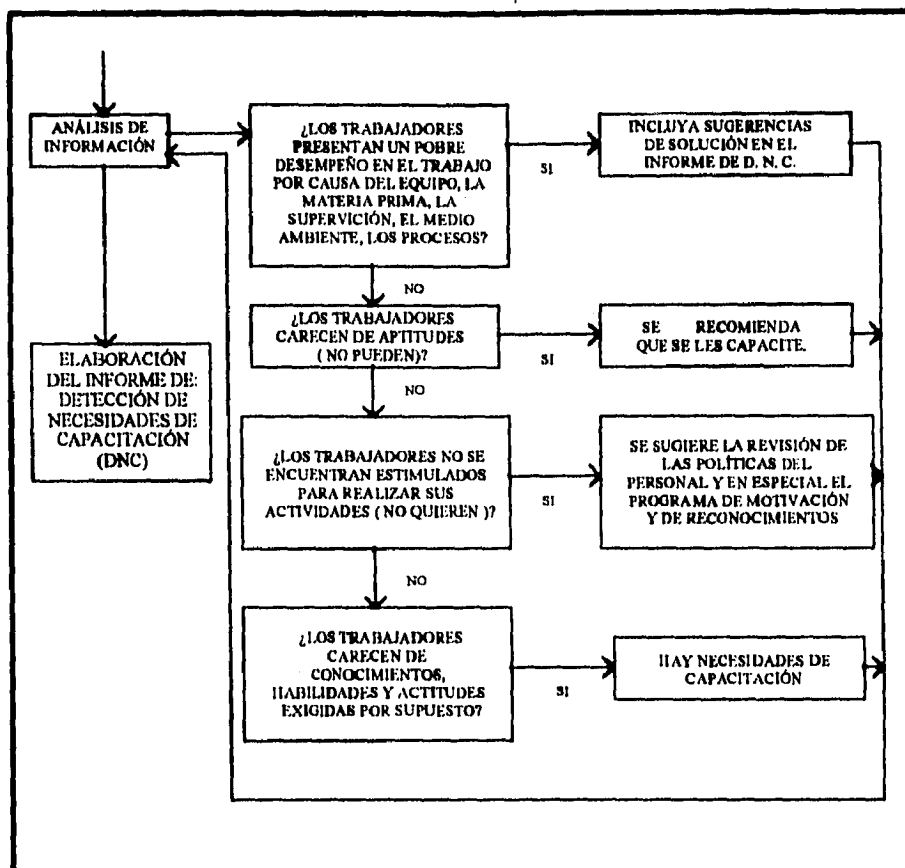 ANÁLISIS DE
INFORMACIÓN
¿LOS TRABAJADORES
PRESENTAN UN POBRE
DESEMPEÑO EN EL TRABAJO
POR CAUSA DEL EQUIPO, LA
MATERIA PRIMA, LA
SUPERVISIÓN, EL MEDIO
AMBIENTE, LOS PROCESOS?
SI
INCLUYA SUGERENCIAS
DE SOLUCIÓN EN EL
INFORME DE D. N. C.
NO
¿LOS TRABAJADORES
CARECEN DE APTITUDES
( NO PUEDEN)?
SI
SE RECOMIENDA
QUE SE LES CAPACITE.
ELABORACIÓN
DEL INFORME DE:
DETECCIÓN DE
NECESIDADES DE
CAPACITACIÓN
(DNC)
NO
¿LOS TRABAJADORES NO SE
ENCUENTRAN ESTIMULADOS
PARA REALIZAR SUS
ACTIVIDADES ( NO QUIEREN )?
SI
SE SUGIERE LA REVISIÓN DE
LAS POLÍTICAS DEL
PERSONAL Y EN ESPECIAL EL
PROGRAMA DE MOTIVACIÓN
Y DE RECONOCIMIENTOS
NO
¿LOS TRABAJADORES
CARECEN DE
CONOCIMIENTOS,
HABILIDADES Y ACTITUDES
EXIGIDAS POR SUPUESTO?
SI
HAY NECESIDADES DE
CAPACITACIÓN